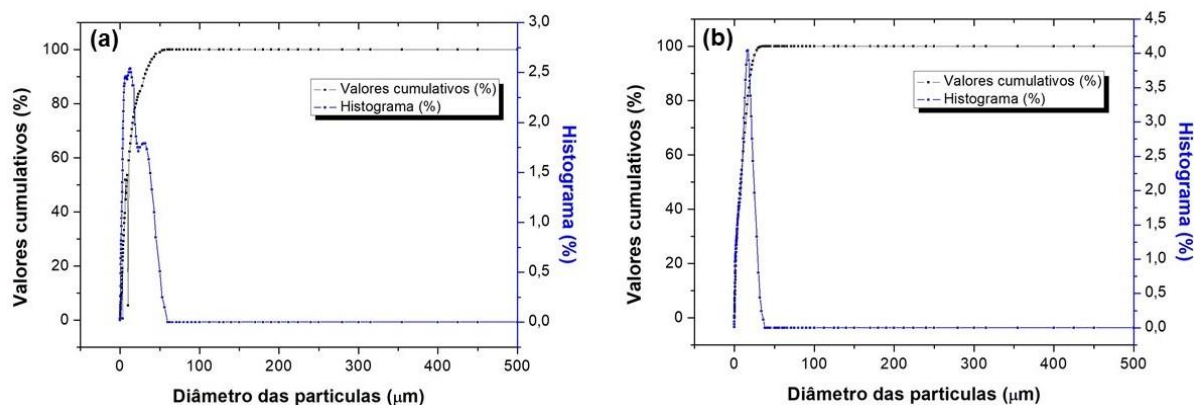 (a)
Valores cumulativos (%)
100
80
60
40
20
0
Valores cumulativos (%)
Histograma (%)
3,0
2,5
2,0
1,5
1,0
0,5
0,0
Histograma (%)
0 100 200 300 400 500
Diâmetro das particulas (μm)
(b)
Valores cumulativos (%)
100
80
60
40
20
0
Valores cumulativos (%)
Histograma (%)
4,5
4,0
3,5
3,0
2,5
2,0
1,5
1,0
0,5
0,0
Histograma (%)
0 100 200 300 400 500
Diâmetro das particulas (μm)